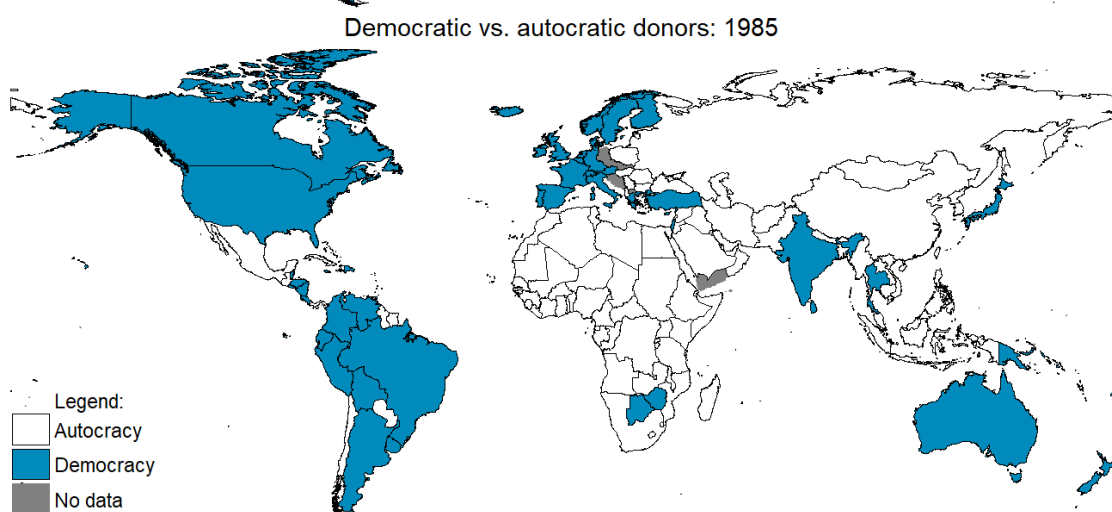 Democratic vs. autocratic donors: 1985
Legend:
Autocracy
Democracy
No data